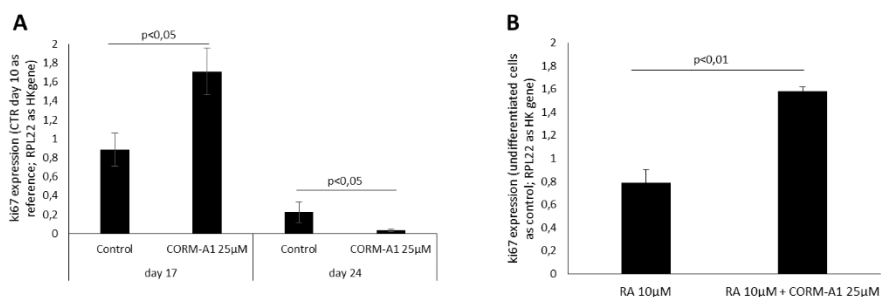 A
ki67 expression (CTR day 10 as
reference; RPL22 as HKgene)
2
1,8
1,6
1,4
1,2
1
0,8
0,6
0,4
0,2
0
p<0,05
p<0,05
Control
CORM-A1 25µM
Control
CORM-A1 25µM
day 17
day 24
B
ki67 expression (undifferentiated cells
as control; RPL22 as HK gene)
2
1,8
1,6
1,4
1,2
1
0,8
0,6
0,4
0,2
0
p<0,01
RA 10µM
RA 10µM + CORM-A1 25µM